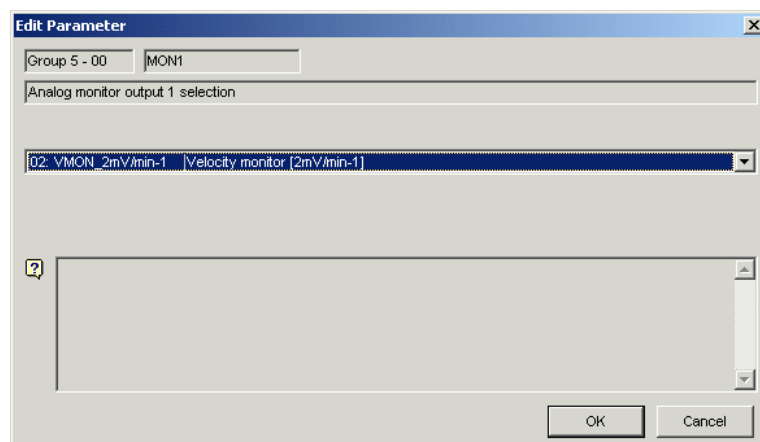 Edit Parameter
Group 5 - 00 MON1
Analog monitor output 1 selection
02: VMON_2mV/min-1 Velocity monitor [2mV/min-1]
OK Cancel